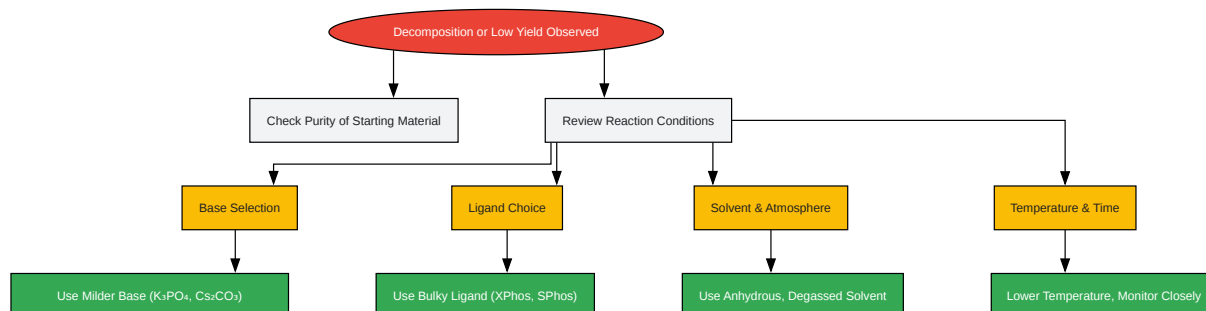 Decomposition or Low Yield Observed
Check Purity of Starting Material
Review Reaction Conditions
Base Selection
Ligand Choice
Solvent & Atmosphere
Temperature & Time
Use Milder Base (K₃PO₄, Cs₂CO₃)
Use Bulky Ligand (XPhos, SPhos)
Use Anhydrous, Degassed Solvent
Lower Temperature, Monitor Closely